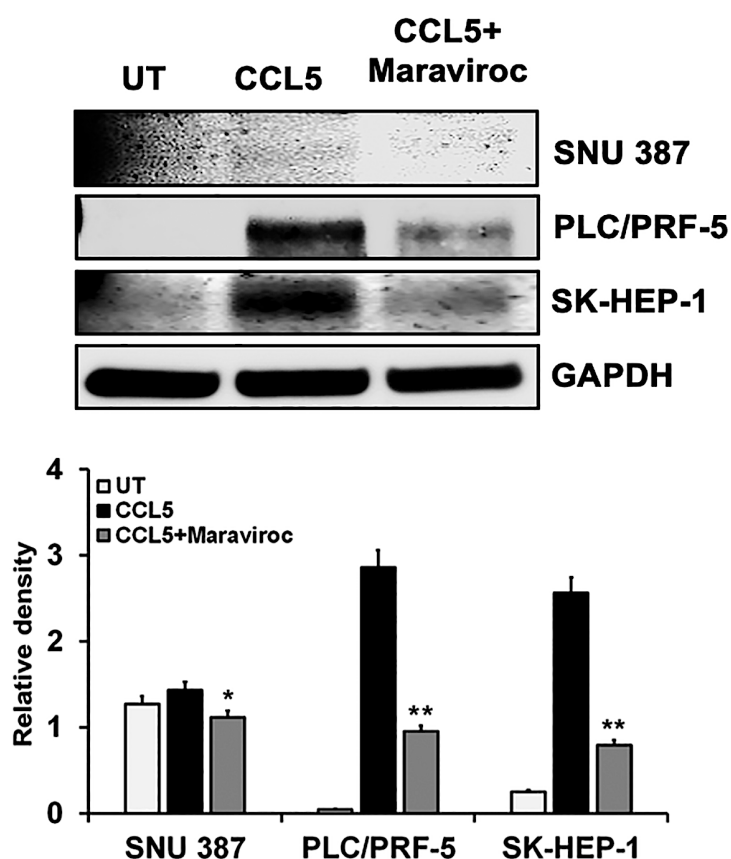 UT
CCL5
CCL5+
Maraviroc
SNU 387
PLC/PRF-5
SK-HEP-1
GAPDH
4
3
2
1
0
Relative density
UT
CCL5
CCL5+Maraviroc
*
**
**
SNU 387
PLC/PRF-5
SK-HEP-1